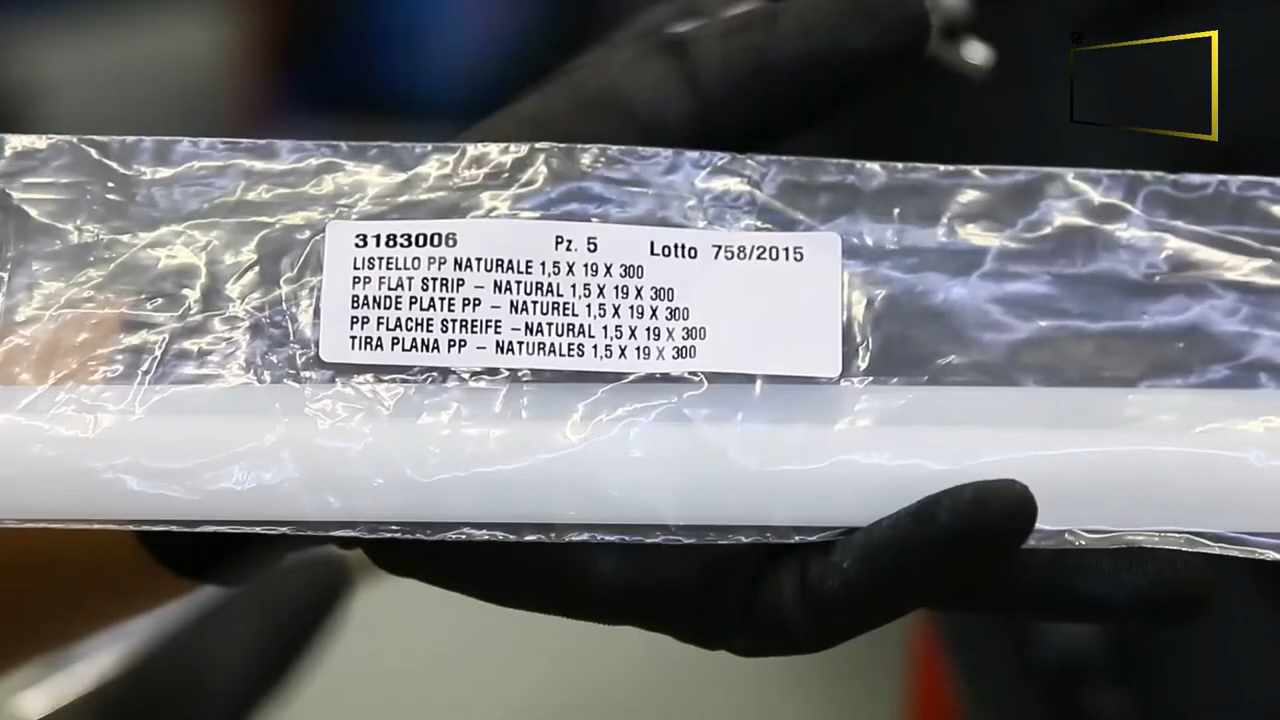 3183006 Pz. 5 Lotto 758/2015
LISTELLO PP NATURALE 1,5 X 19 X 300
PP FLAT STRIP – NATURAL 1,5 X 19 X 300
BANDE PLATE PP – NATUREL 1,5 X 19 X 300
PP FLACHE STREIFE – NATURAL 1,5 X 19 X 300
TIRA PLANA PP – NATURALES 1,5 X 19 X 300